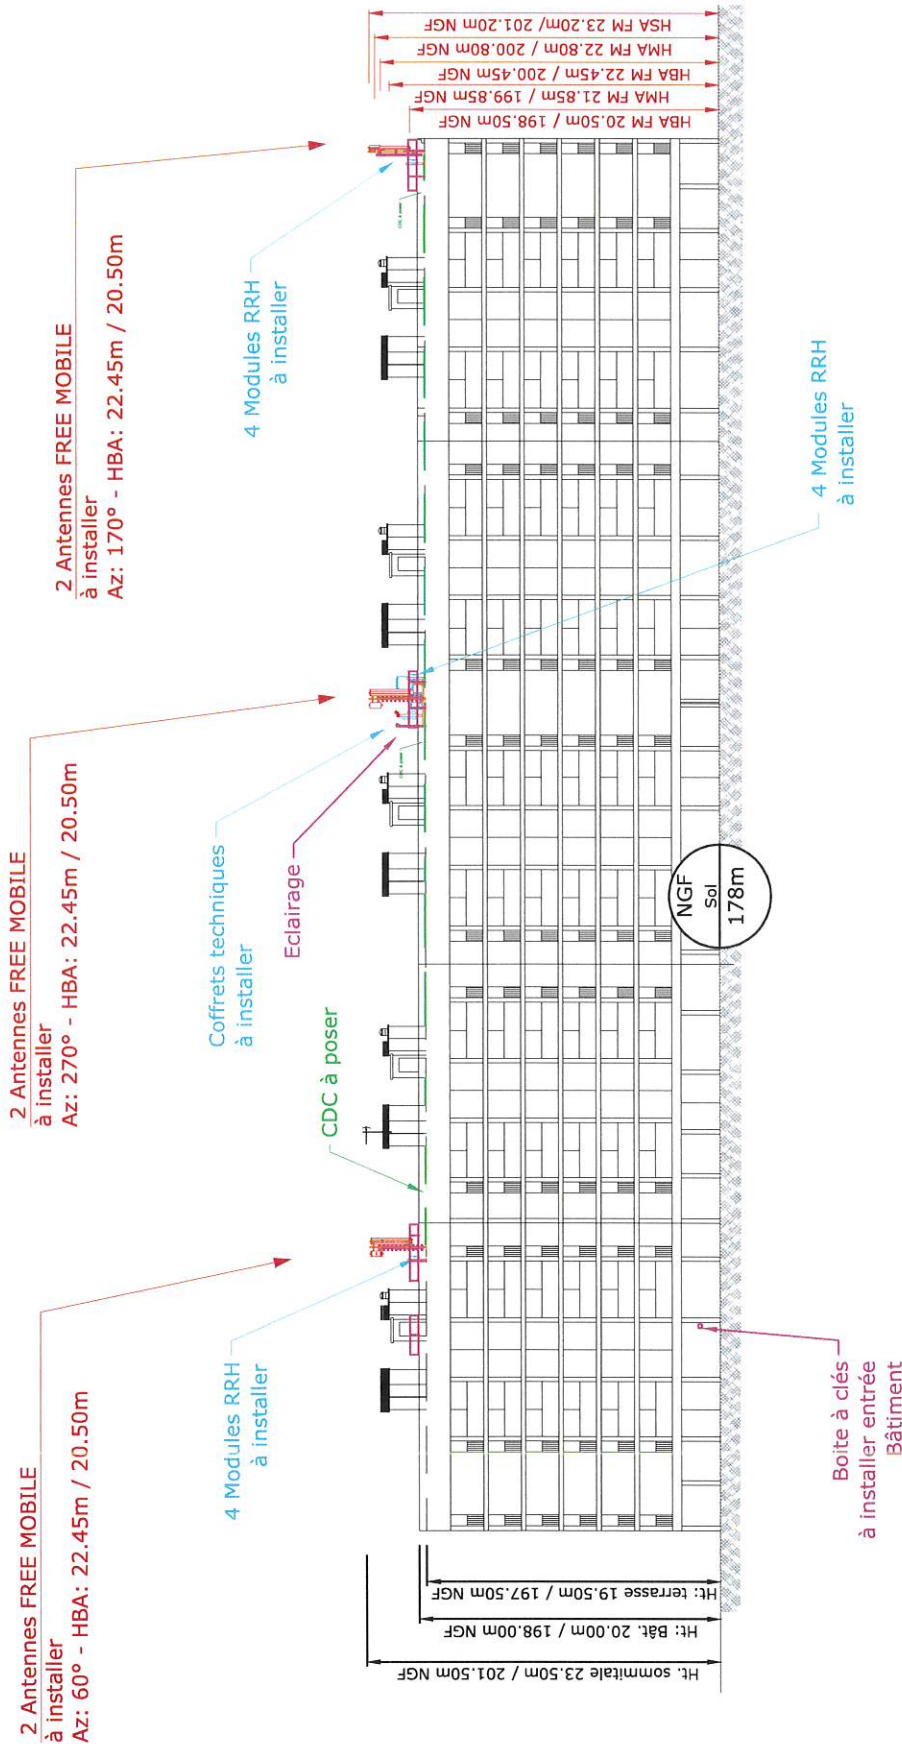 2 Antennes FREE MOBILE
à installer
Az: 60° - HBA: 22.45m / 20.50m
2 Antennes FREE MOBILE
à installer
Az: 270° - HBA: 22.45m / 20.50m
2 Antennes FREE MOBILE
à installer
Az: 170° - HBA: 22.45m / 20.50m
4 Modules RRH
à installer
CDC à poser
Coffrets techniques
à installer
Eclairage
4 Modules RRH
à installer
CDC à poser
CDC à poser
Ht. sommitale 23.50m / 201.50m NGF
Ht: Bât. 20.00m / 198.00m NGF
Ht: terrasse 19.50m / 197.50m NGF
HSA FM 23.20m / 201.20m NGF
HMA FM 22.80m / 200.80m NGF
HBA FM 22.45m / 200.45m NGF
HMA FM 21.85m / 199.85m NGF
HBA FM 20.50m / 198.50m NGF
NGF
Sol
178m
Boite à clés
à installer entrée
Bâtiment
4 Modules RRH
à installer